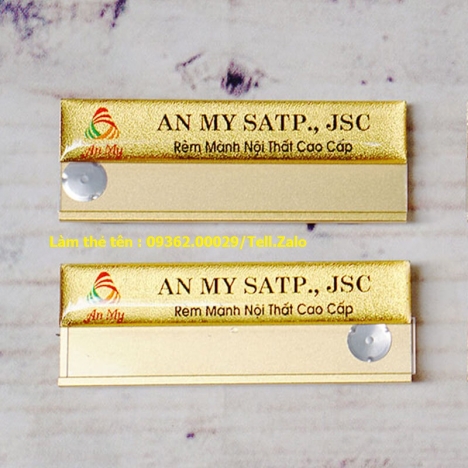 AN MY SATP., JSC
An My
Rèm Mành Nội Thất Cao Cấp
Làm thẻ tên : 09362.00029/Tell.Zalo
AN MY SATP., JSC
An My
Rèm Mành Nội Thất Cao Cấp